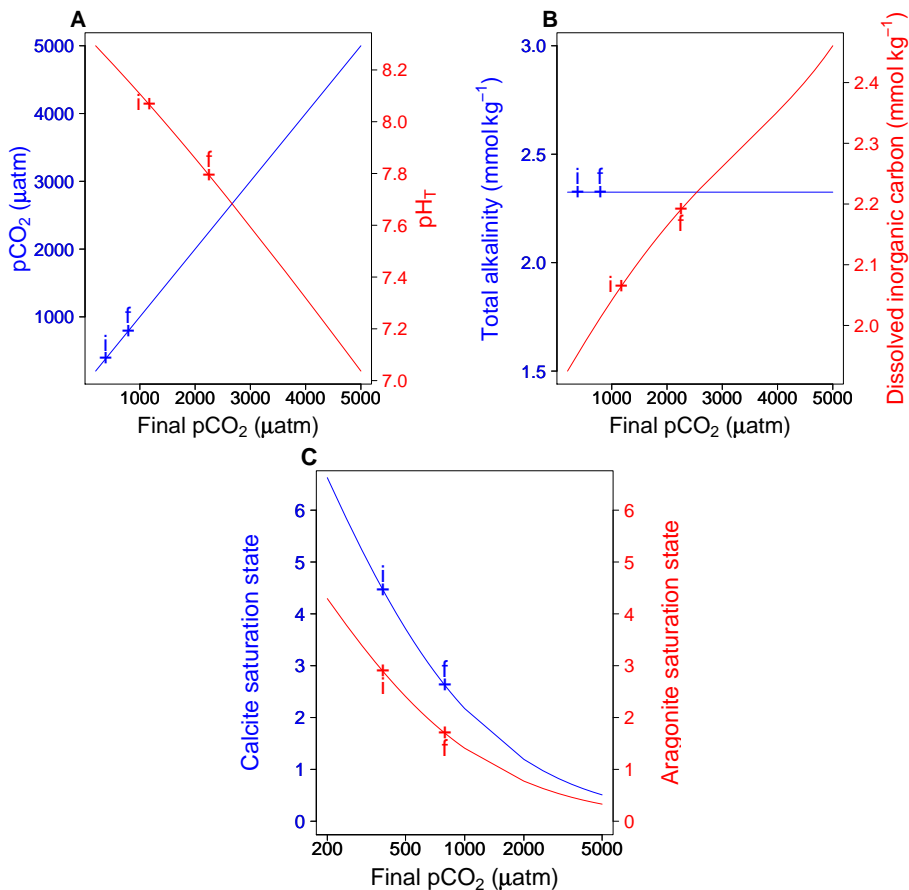 A
5000
4000
3000
2000
1000
pCO₂ (µatm)
i
f
i
f
8.2
8.0
7.8
7.6
7.4
7.2
7.0
pH_T
1000 2000 3000 4000 5000
Final pCO₂ (µatm)
B
3.0
2.5
2.0
1.5
Total alkalinity (mmol kg⁻¹)
i f
i
f
2.4
2.3
2.2
2.1
2.0
Dissolved inorganic carbon (mmol kg⁻¹)
1000 2000 3000 4000 5000
Final pCO₂ (µatm)
C
6
5
4
3
2
1
0
Calcite saturation state
i
f
i
f
6
5
4
3
2
1
0
Aragonite saturation state
200 500 1000 2000 5000
Final pCO₂ (µatm)